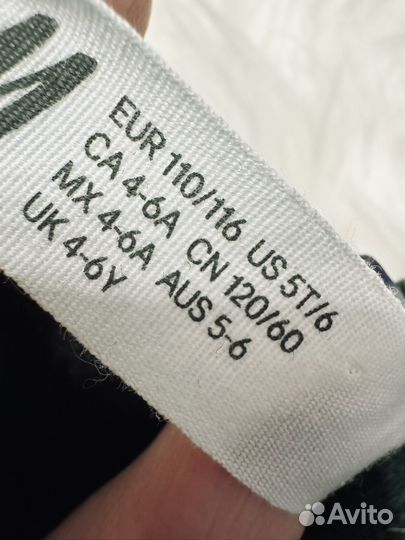 EUR 110/116 US 5T/6
CA 4-6A CN 120/60
MX 4-6A AUS 5-6
UK 4-6Y
Avito